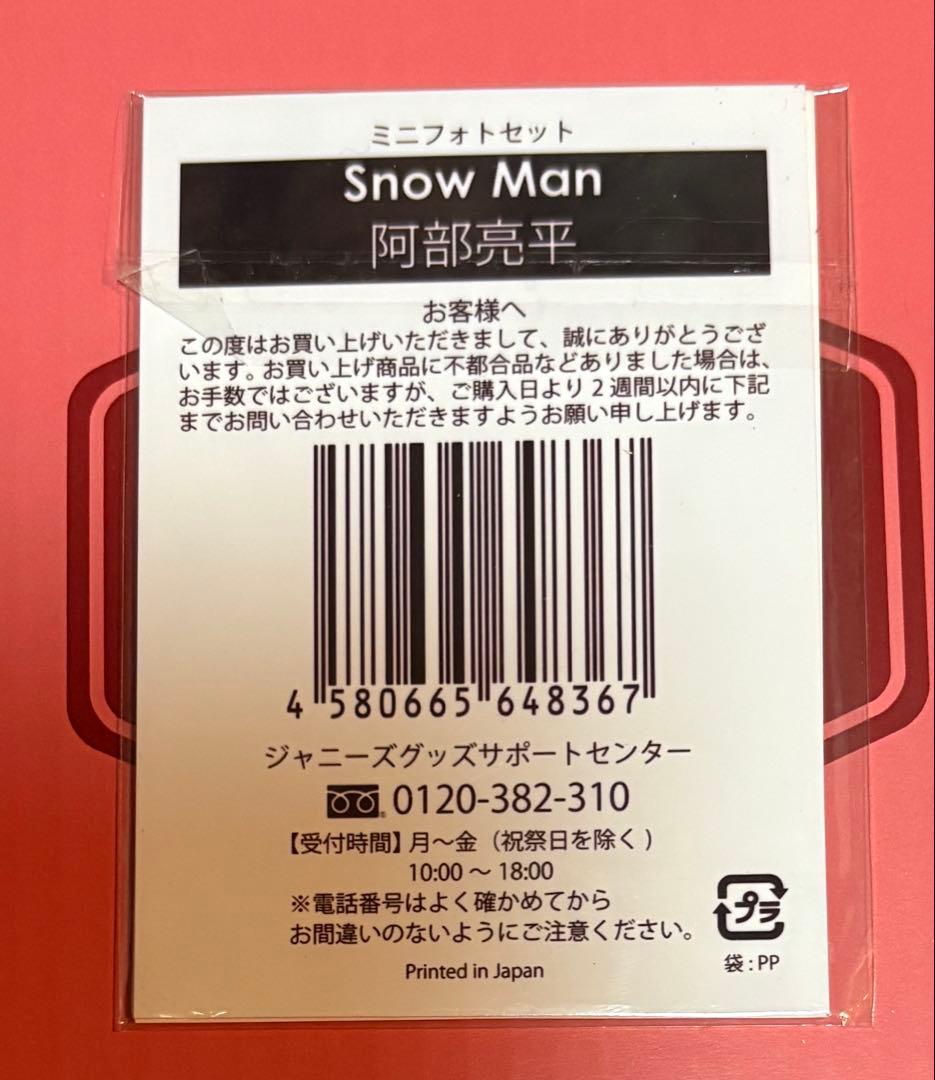 ミニフォトセット
Snow Man
阿部亮平
お客様へ
この度はお買い上げいただきまして、誠にありがとうござ
います。お買い上げ商品に不都合品などありました場合は、
お手数ではございますが、ご購入日より2週間以内に下記
までお問い合わせいただきますようお願い申し上げます。
4 580665 648367
ジャニーズグッズサポートセンター
0120-382-310
【受付時間】月～金（祝祭日を除く）
10:00 ～ 18:00
※電話番号はよく確かめてから
お間違いのないようにご注意ください。
プラ
袋：PP
Printed in Japan